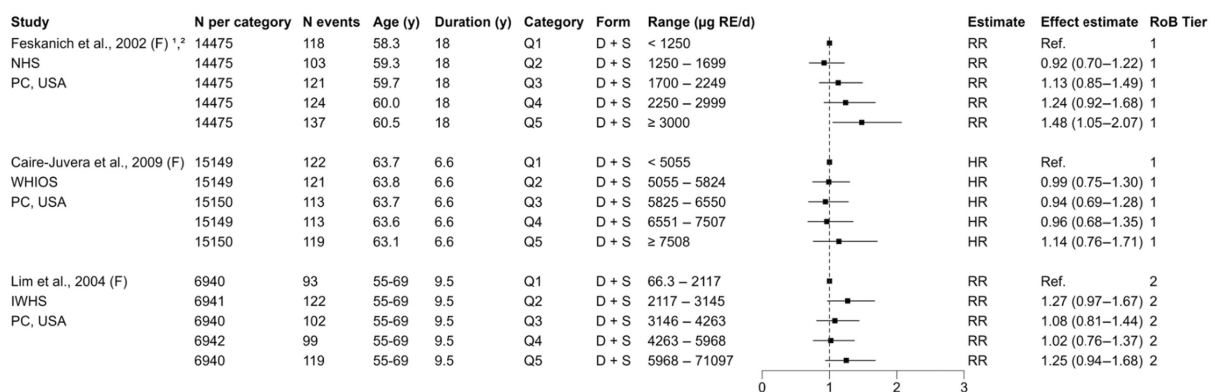 Study N per category N events Age (y) Duration (y) Category Form Range (µg RE/d) Estimate Effect estimate RoB Tier
Feskanich et al., 2002 (F) ¹,² 14475 118 58.3 18 Q1 D + S < 1250 RR Ref. 1
NHS 14475 103 59.3 18 Q2 D + S 1250 – 1699 RR 0.92 (0.70–1.22) 1
PC, USA 14475 121 59.7 18 Q3 D + S 1700 – 2249 RR 1.13 (0.85–1.49) 1
14475 124 60.0 18 Q4 D + S 2250 – 2999 RR 1.24 (0.92–1.68) 1
14475 137 60.5 18 Q5 D + S ≥ 3000 RR 1.48 (1.05–2.07) 1
Caire-Juvera et al., 2009 (F) 15149 122 63.7 6.6 Q1 D + S < 5055 HR Ref. 1
WHIOS 15149 121 63.8 6.6 Q2 D + S 5055 – 5824 HR 0.99 (0.75–1.30) 1
PC, USA 15150 113 63.7 6.6 Q3 D + S 5825 – 6550 HR 0.94 (0.69–1.28) 1
15149 113 63.6 6.6 Q4 D + S 6551 – 7507 HR 0.96 (0.68–1.35) 1
15150 119 63.1 6.6 Q5 D + S ≥ 7508 HR 1.14 (0.76–1.71) 1
Lim et al., 2004 (F) 6940 93 55-69 9.5 Q1 D + S 66.3 – 2117 RR Ref. 2
IWHS 6941 122 55-69 9.5 Q2 D + S 2117 – 3145 RR 1.27 (0.97–1.67) 2
PC, USA 6940 102 55-69 9.5 Q3 D + S 3146 – 4263 RR 1.08 (0.81–1.44) 2
6942 99 55-69 9.5 Q4 D + S 4263 – 5968 RR 1.02 (0.76–1.37) 2
6940 119 55-69 9.5 Q5 D + S 5968 – 71097 RR 1.25 (0.94–1.68) 2
0 1 2 3